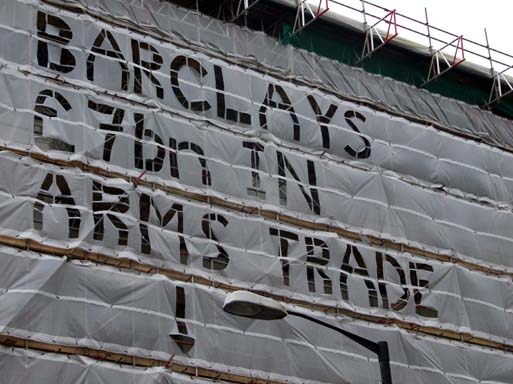 BARCLAYS
£7bn IN
ARMS TRADE